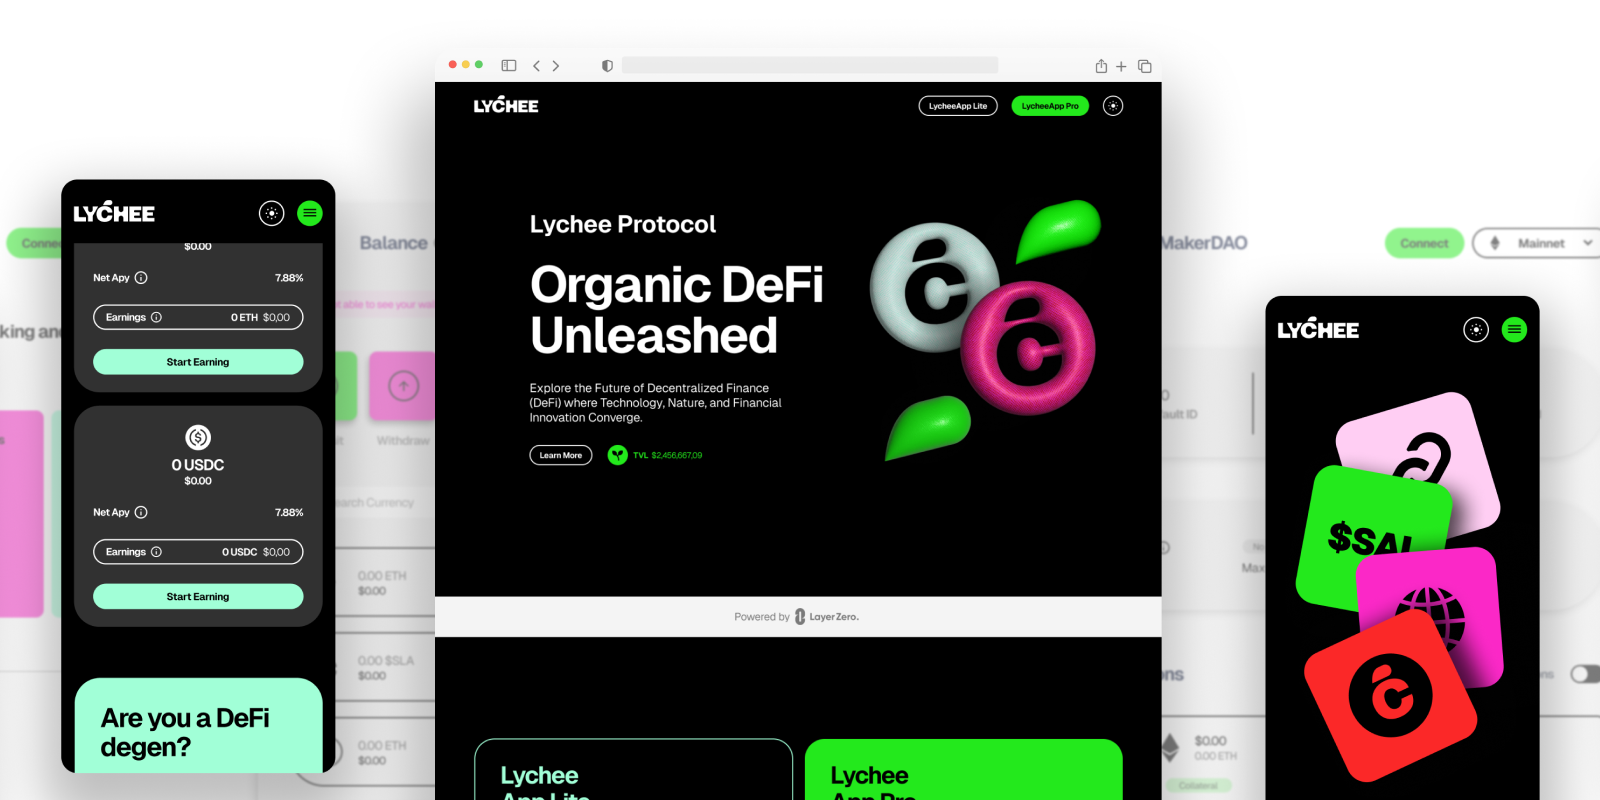 LYCHEE
$0.00
Net Apy
7.88%
Earnings
0 ETH $0,00
Start Earning
0 USDC
$0.00
Net Apy
7.88%
Earnings
0 USDC $0,00
Start Earning
Are you a DeFi
degen?
Balance
Withdraw
0.00 ETH
$0.00
0.00 $SLA
$0.00
0.00 ETH
$0.00
LYCHEE
LycheeApp Lite
LycheeApp Pro
Lychee Protocol
Organic DeFi
Unleashed
Explore the Future of Decentralized Finance
(DeFi) where Technology, Nature, and Financial
Innovation Converge.
Learn More
TVL $2,456,667,09
Powered by LayerZero.
Lychee
App Lite
Lychee
App Pro
MakerDAO
Connect
Mainnet
$0.00
0.00 ETH
Collateral
LYCHEE